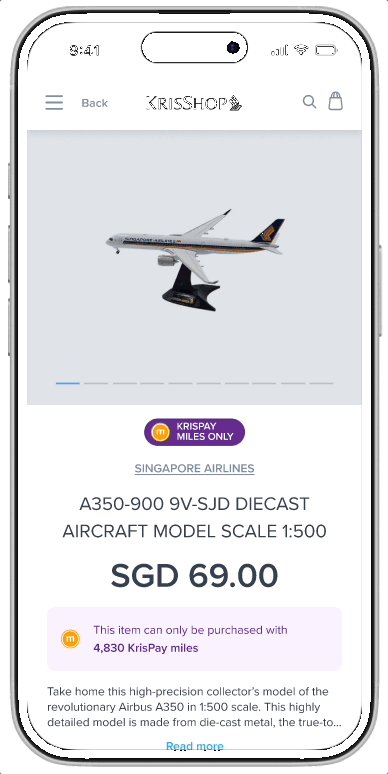 9:41
Back
KRISSHOP
SINGAPORE AIRLINES
m
KRISPAY
MILES ONLY
SINGAPORE AIRLINES
A350-900 9V-SJD DIECAST
AIRCRAFT MODEL SCALE 1:500
SGD 69.00
m
This item can only be purchased with
4,830 KrisPay miles
Take home this high-precision collector's model of the
revolutionary Airbus A350 in 1:500 scale. This highly
detailed model is made from die-cast metal, the true-to...
Read more